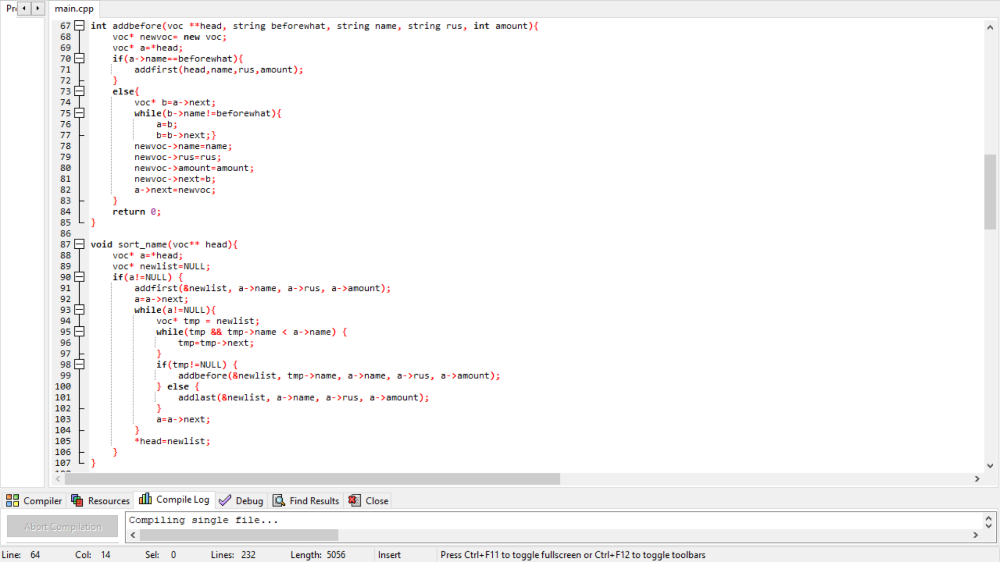 Pr
main.cpp
67 int addbefore(voc **head, string beforewhat, string name, string rus, int amount){
68 voc* newvoc= new voc;
69 voc* a=*head;
70 if(a->name==beforewhat){
71 addfirst(head,name,rus,amount);
72 }
73 else{
74 voc* b=a->next;
75 while(b->name!=beforewhat){
76 a=b;
77 b=b->next;}
78 newvoc->name=name;
79 newvoc->rus=rus;
80 newvoc->amount=amount;
81 newvoc->next=b;
82 a->next=newvoc;
83 }
84 return 0;
85 }
86
87 void sort_name(voc** head){
88 voc* a=*head;
89 voc* newlist=NULL;
90 if(a!=NULL) {
91 addfirst(&newlist, a->name, a->rus, a->amount);
92 a=a->next;
93 while(a!=NULL){
94 voc* tmp = newlist;
95 while(tmp && tmp->name < a->name) {
96 tmp=tmp->next;
97 }
98 if(tmp!=NULL) {
99 addbefore(&newlist, tmp->name, a->name, a->rus, a->amount);
100 } else {
101 addlast(&newlist, a->name, a->rus, a->amount);
102 }
103 a=a->next;
104 }
105 *head=newlist;
106 }
107 }
Compiler Resources Compile Log Debug Find Results Close
Abort Compilation
Compiling single file...
Line: 64 Col: 14 Sel: 0 Lines: 232 Length: 5056 Insert Press Ctrl+F11 to toggle fullscreen or Ctrl+F12 to toggle toolbars